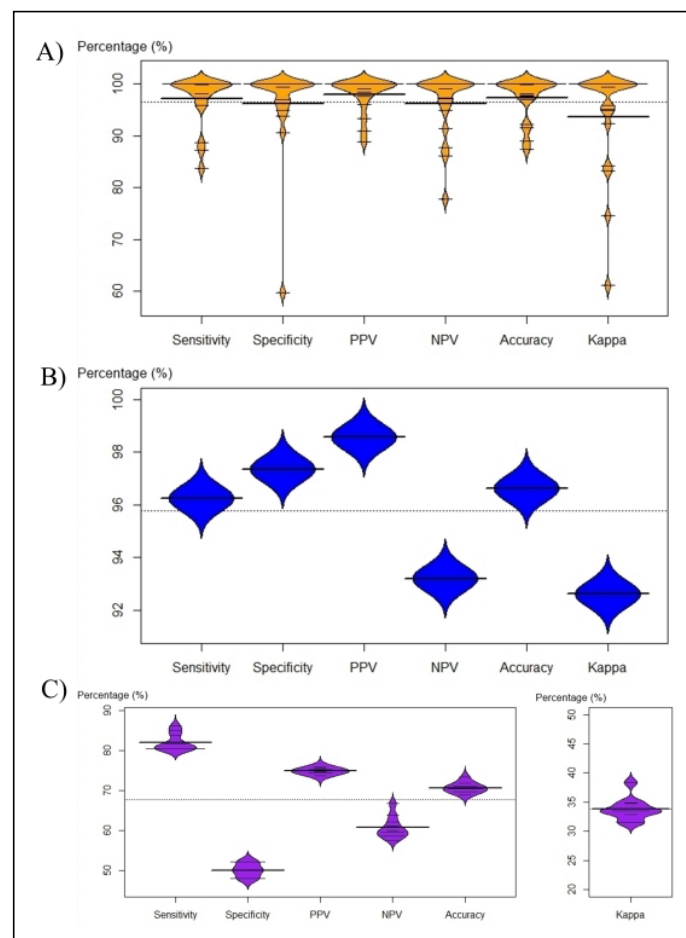 A)
Percentage (%)
100
90
80
70
60
Sensitivity Specificity PPV NPV Accuracy Kappa
B)
Percentage (%)
100
98
96
94
92
Sensitivity Specificity PPV NPV Accuracy Kappa
C)
Percentage (%)
90
80
70
60
50
Sensitivity Specificity PPV NPV Accuracy
Percentage (%)
50
45
40
35
30
25
20
Kappa